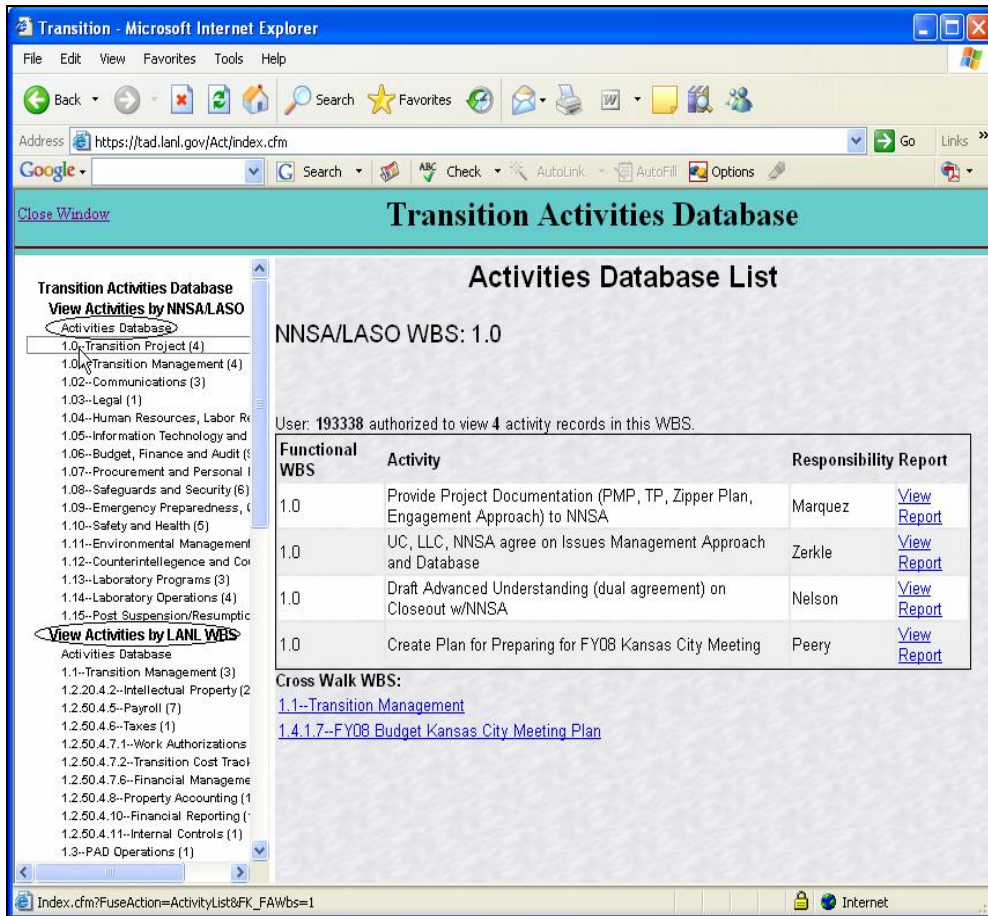 Transition - Microsoft Internet Explorer
File Edit View Favorites Tools Help
Back Search Favorites
Address https://tad.lanl.gov/Act/index.cfm Go Links »
Google Search ABC Check AutoLink AutoFill Options
Close Window
Transition Activities Database
Transition Activities Database
View Activities by NNSA/LASO
Activities Database
1.0--Transition Project (4)
Transition Management (4)
1.02--Communications (3)
1.03--Legal (1)
1.04--Human Resources, Labor
1.05--Information Technology and
1.06--Budget, Finance and Audit
1.07--Procurement and Personal
1.08--Safeguards and Security (6)
1.09--Emergency Preparedness,
1.10--Safety and Health (5)
1.11--Environmental Management
1.12--Counterintellegence and
1.13--Laboratory Programs (3)
1.14--Laboratory Operations (4)
1.15--Post Suspension/Resumptio
View Activities by LANL WBS
Activities Database
1.1--Transition Management (3)
1.2.20.4.2--Intellectual Property (2
1.2.50.4.5--Payroll (7)
1.2.50.4.6--Taxes (1)
1.2.50.4.7.1--Work Authorizations
1.2.50.4.7.2--Transition Cost Track
1.2.50.4.7.6--Financial Manageme
1.2.50.4.8--Property Accounting (1
1.2.50.4.10--Financial Reporting
1.2.50.4.11--Internal Controls (1)
1.3--PAD Operations (1)
Activities Database List
NNSA/LASO WBS: 1.0
User: 193338 authorized to view 4 activity records in this WBS.
Functional WBS Activity Responsibility Report
1.0 Provide Project Documentation (PMP, TP, Zipper Plan, Engagement Approach) to NNSA Marquez View Report
1.0 UC, LLC, NNSA agree on Issues Management Approach and Database Zerkle View Report
1.0 Draft Advanced Understanding (dual agreement) on Closeout w/NNSA Nelson View Report
1.0 Create Plan for Preparing for FY08 Kansas City Meeting Peery View Report
Cross Walk WBS:
1.1--Transition Management
1.4.1.7--FY08 Budget Kansas City Meeting Plan
Index.cfm?FuseAction=ActivityList&FK_FAWbs=1 Internet